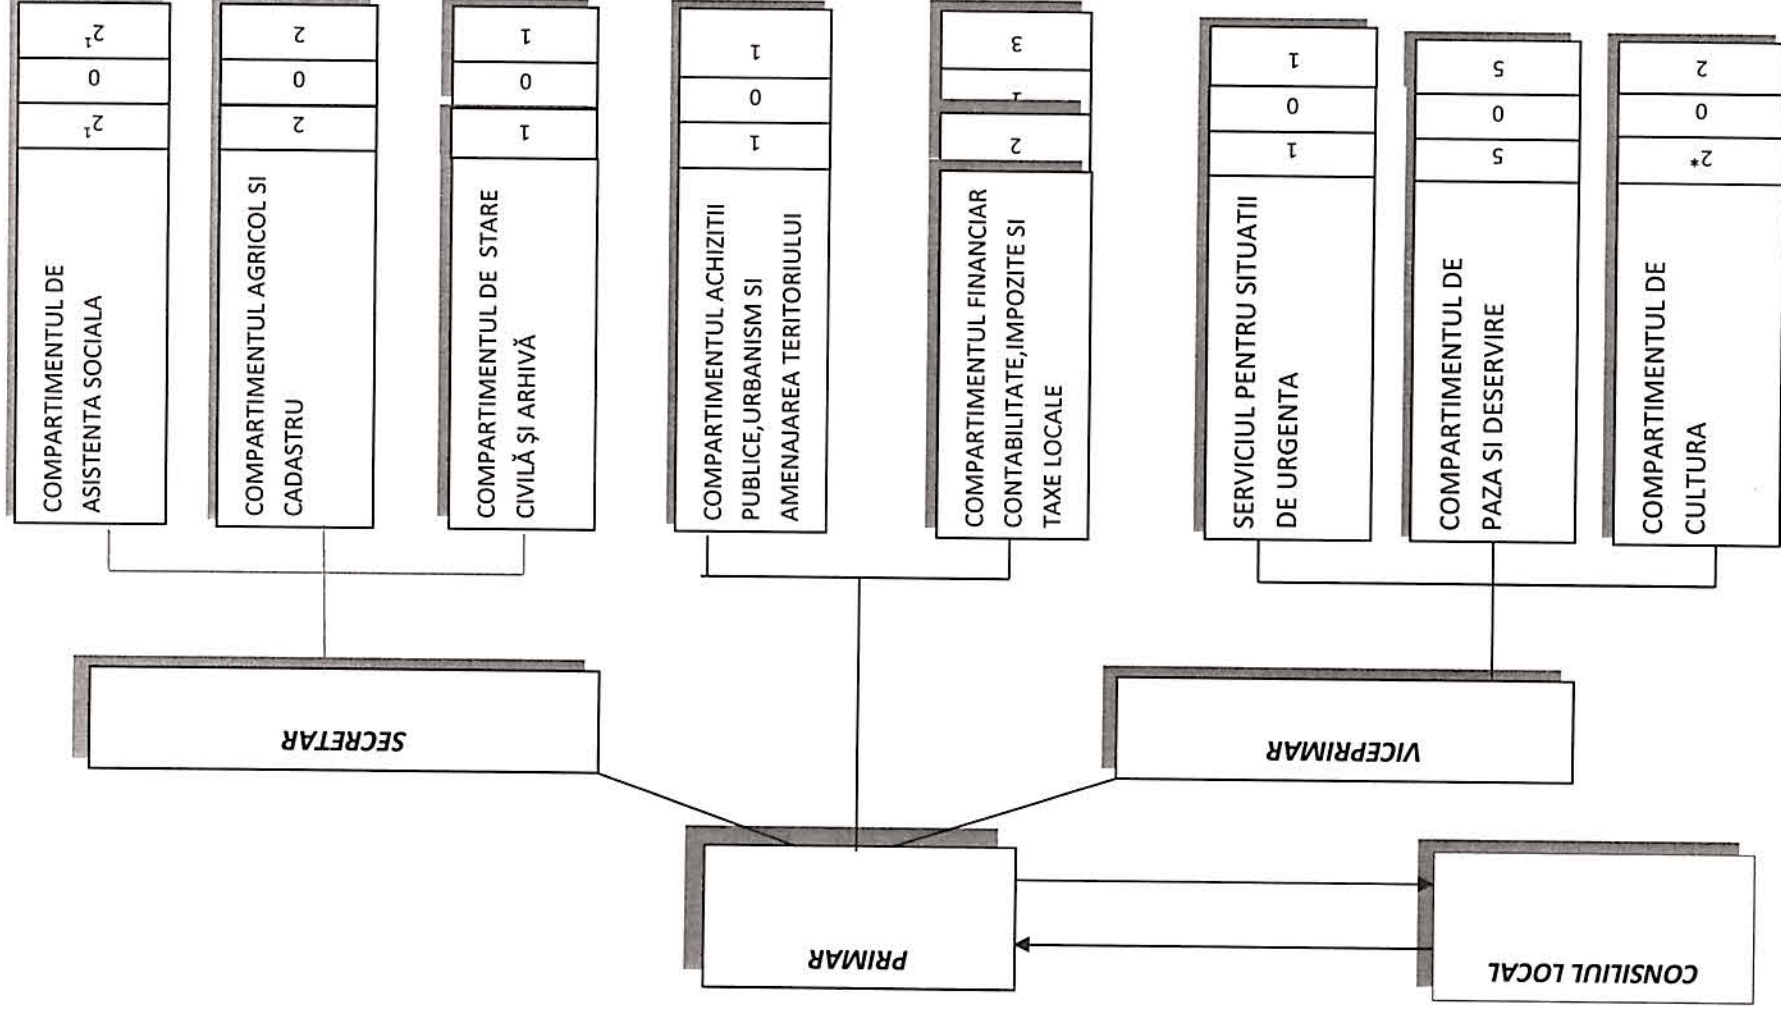 CONSILIUL LOCAL
PRIMAR
VICEPRIMAR
SECRETAR
COMPARTIMENTUL DE
CULTURA
2*
0
2
COMPARTIMENTUL DE
PAZA SI DESERVIRE
5
0
5
SERVICIUL PENTRU SITUATII
DE URGENTA
1
0
1
COMPARTIMENTUL FINANCIAR
CONTABILITATE,IMPOZITE SI
TAXE LOCALE
2
1
3
COMPARTIMENTUL ACHIZITII
PUBLICE,URBANISM SI
AMENAJAREA TERITORIULUI
1
0
1
COMPARTIMENTUL DE STARE
CIVILĂ ȘI ARHIVĂ
1
0
1
COMPARTIMENTUL AGRICOL SI
CADASTRU
2
0
2
COMPARTIMENTUL DE
ASISTENTA SOCIALA
2¹
0
2¹